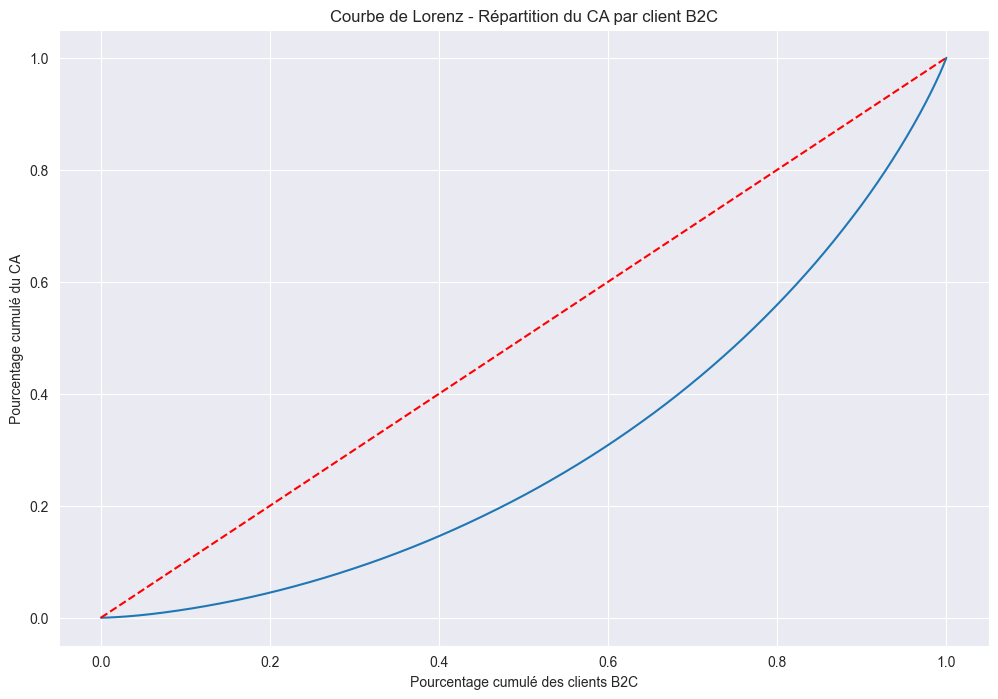 Courbe de Lorenz - Répartition du CA par client B2C
1.0
0.8
0.6
0.4
0.2
0.0
Pourcentage cumulé du CA
0.0 0.2 0.4 0.6 0.8 1.0
Pourcentage cumulé des clients B2C